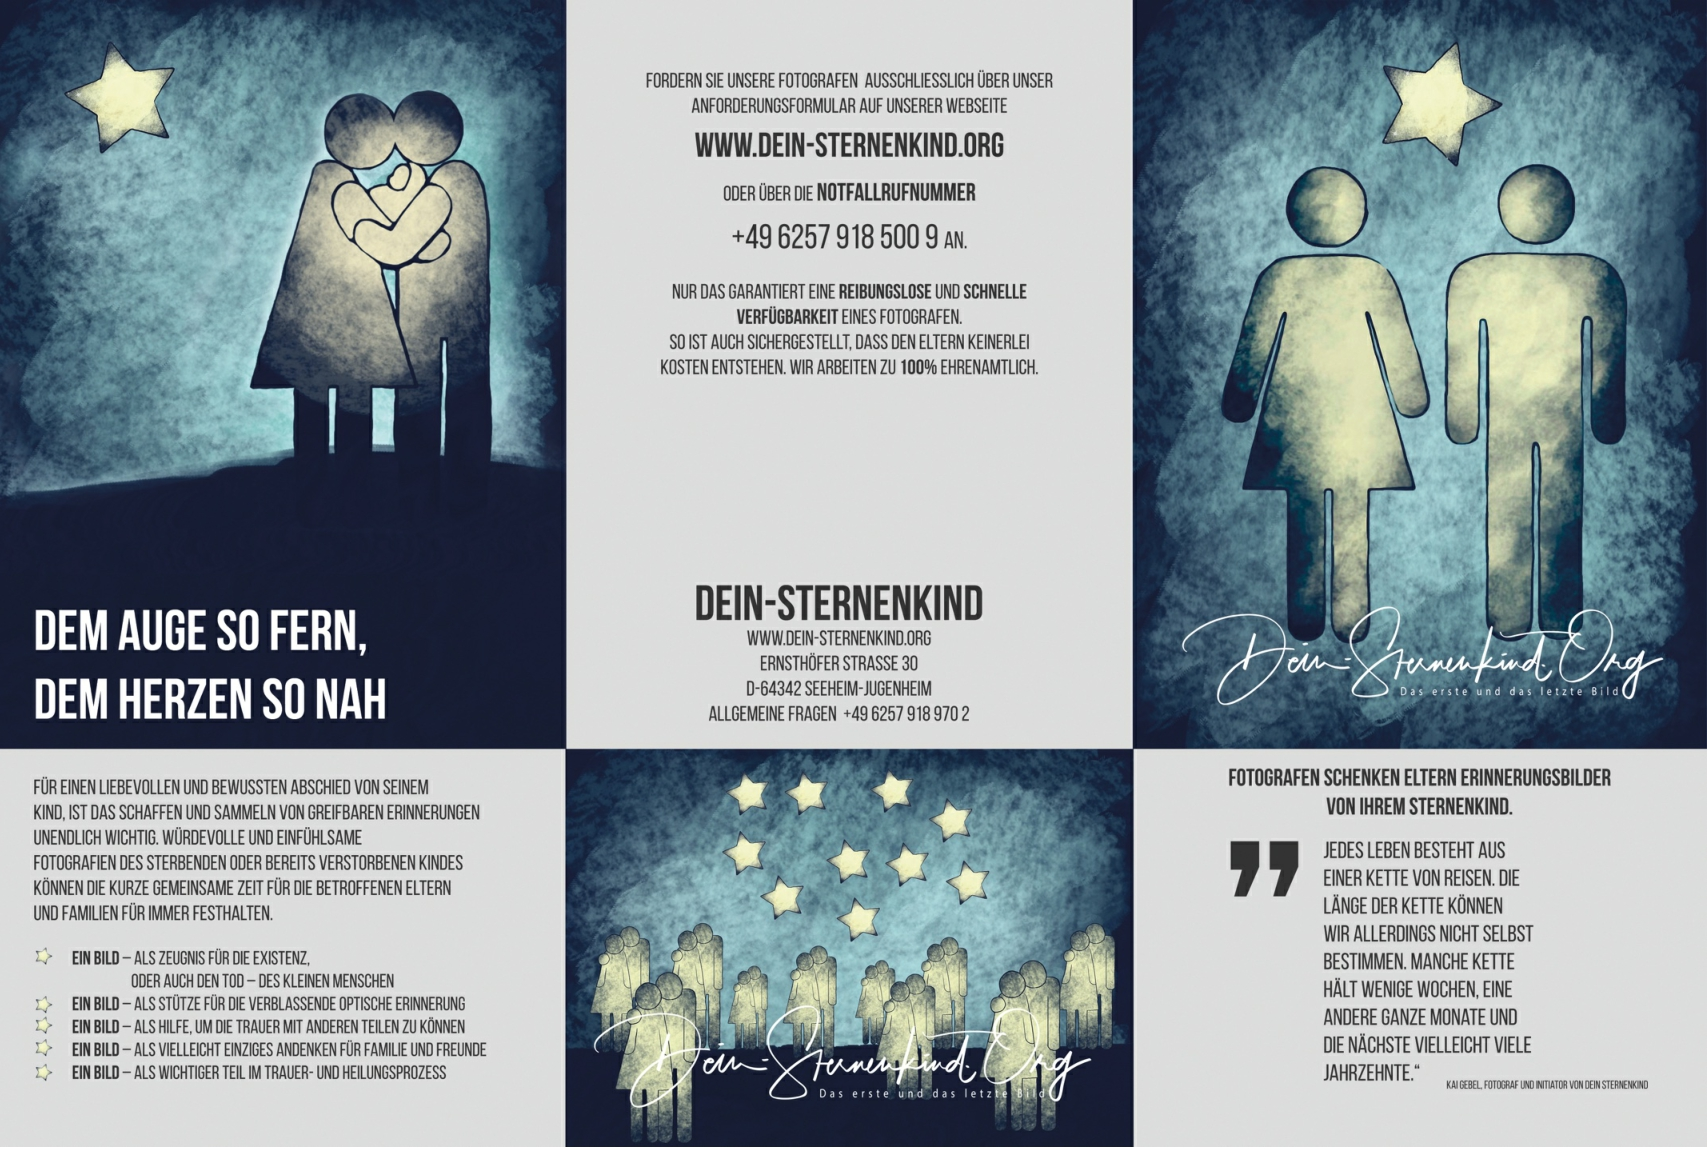 DEM AUGE SO FERN,
DEM HERZEN SO NAH
FORDERN SIE UNSERE FOTOGRAFEN AUSSCHLIESSLICH ÜBER UNSER
ANFORDERUNGSFORMULAR AUF UNSERER WEBSEITE
WWW.DEIN-STERNENKIND.ORG
ODER ÜBER DIE NOTFALLRUFNUMMER
+49 6257 918 500 9 AN.
NUR DAS GARANTIERT EINE REIBUNGSLOSE UND SCHNELLE
VERFÜGBARKEIT EINES FOTOGRAFEN.
SO IST AUCH SICHERGESTELLT, DASS DEN ELTERN KEINERLEI
KOSTEN ENTSTEHEN. WIR ARBEITEN ZU 100% EHRENAMTLICH.
DEIN-STERNENKIND
WWW.DEIN-STERNENKIND.ORG
ERNSTHÖFER STRASSE 30
D-64342 SEEHEIM-JUGENHEIM
ALLGEMEINE FRAGEN +49 6257 918 970 2
Dein-Sternenkind.Org
Das erste und das letzte Bild
FÜR EINEN LIEBEVOLLEN UND BEWUSSTEN ABSCHIED VON SEINEM
KIND, IST DAS SCHAFFEN UND SAMMELN VON GREIFBAREN ERINNERUNGEN
UNENDLICH WICHTIG. WÜRDEVOLLE UND EINFÜHLSAME
FOTOGRAFIEN DES STERBENDEN ODER BEREITS VERSTORBENEN KINDES
KÖNNEN DIE KURZE GEMEINSAME ZEIT FÜR DIE BETROFFENEN ELTERN
UND FAMILIEN FÜR IMMER FESTHALTEN.
EIN BILD – ALS ZEUGNIS FÜR DIE EXISTENZ,
ODER AUCH DEN TOD – DES KLEINEN MENSCHEN
EIN BILD – ALS STÜTZE FÜR DIE VERBLASSENDE OPTISCHE ERINNERUNG
EIN BILD – ALS HILFE, UM DIE TRAUER MIT ANDEREN TEILEN ZU KÖNNEN
EIN BILD – ALS VIELLEICHT EINZIGES ANDENKEN FÜR FAMILIE UND FREUNDE
EIN BILD – ALS WICHTIGER TEIL IM TRAUER- UND HEILUNGSPROZESS
Dein-Sternenkind.Org
Das erste und das letzte Bild
FOTOGRAFEN SCHENKEN ELTERN ERINNERUNGSBILDER
VON IHREM STERNENKIND.
” JEDES LEBEN BESTEHT AUS
EINER KETTE VON REISEN. DIE
LÄNGE DER KETTE KÖNNEN
WIR ALLERDINGS NICHT SELBST
BESTIMMEN. MANCHE KETTE
HÄLT WENIGE WOCHEN, EINE
ANDERE GANZE MONATE UND
DIE NÄCHSTE VIELLEICHT VIELE
JAHRZEHNTE.“
KAI GEBEL, FOTOGRAF UND INITIATOR VON DEIN STERNENKIND